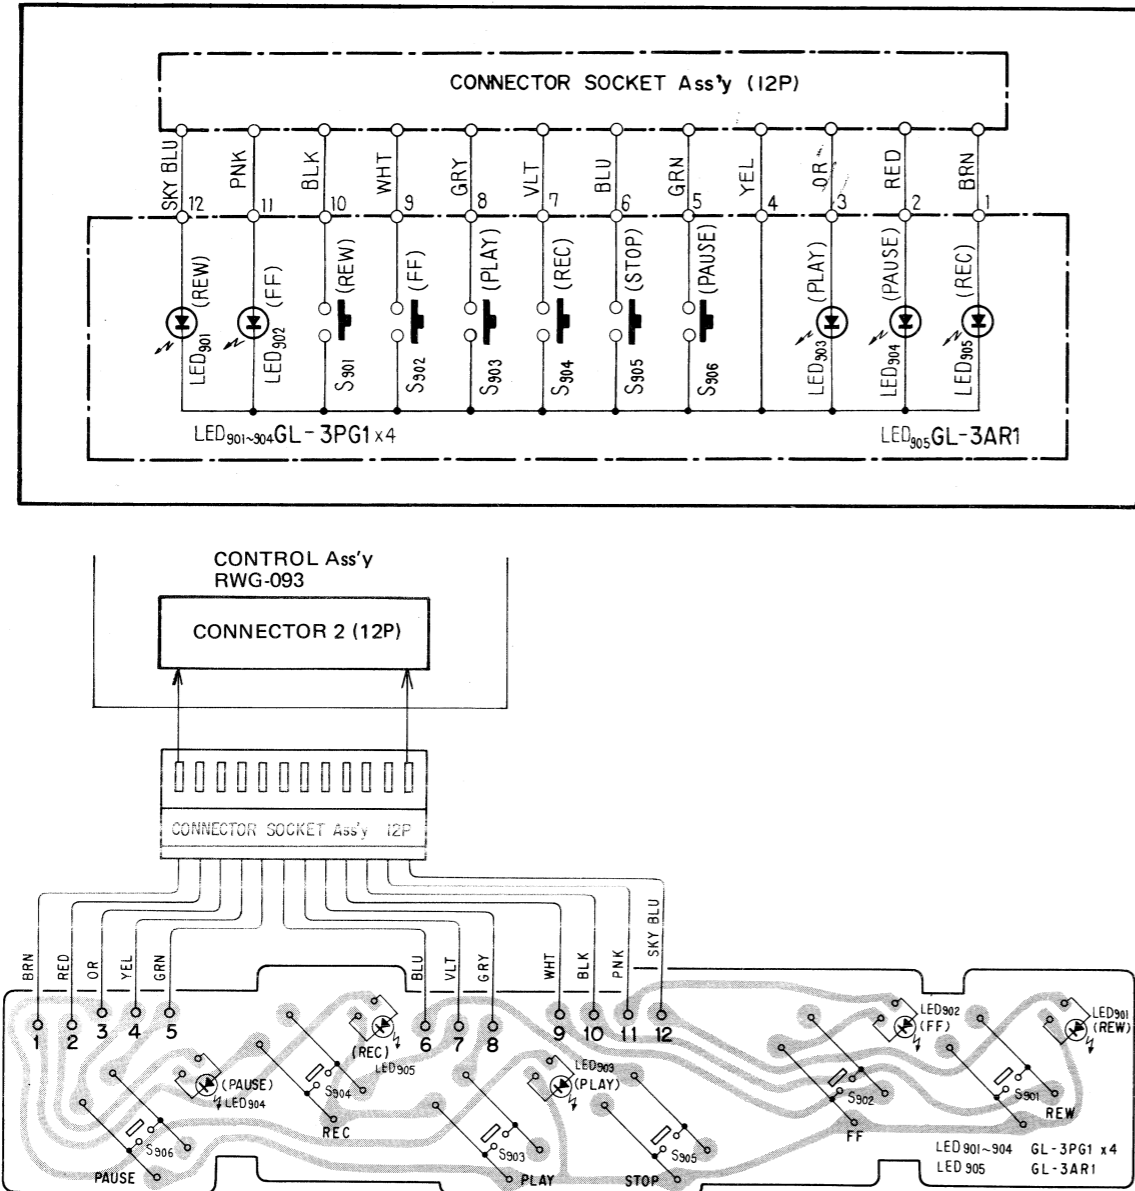 CONNECTOR SOCKET Ass'y (12P)
SKY BLU PNK BLK WHT GRY VLT BLU GRN YEL OR RED BRN
12 11 10 9 8 7 6 5 4 3 2 1
(REW) (FF) (REW) (FF) (PLAY) (REC) (STOP) (PAUSE) (PLAY) (PAUSE) (REC)
LED901 LED902 S901 S902 S903 S904 S905 S906 LED903 LED904 LED905
LED901~904 GL-3PG1 x4
LED905 GL-3AR1
CONTROL Ass'y
RWG-093
CONNECTOR 2 (12P)
CONNECTOR SOCKET Ass'y 12P
BRN RED OR YEL GRN BLU VLT GRY WHT BLK PNK SKY BLU
1 2 3 4 5 6 7 8 9 10 11 12
(PAUSE)
LED904
S906
PAUSE
(REC)
LED905
S904
REC
LED903
(PLAY)
S903
PLAY
S905
STOP
LED902
(FF)
S902
FF
LED901
(REW)
S901
REW
LED901~904 GL-3PG1 x4
LED905 GL-3AR1